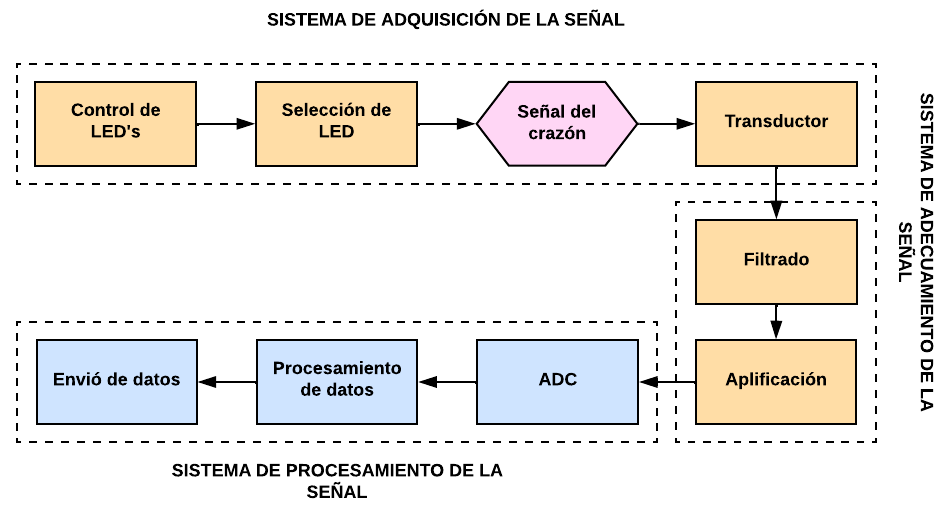 SISTEMA DE ADQUISICIÓN DE LA SEÑAL
Control de
LED's
Selección de
LED
Señal del
crazón
Transductor
SISTEMA DE ADECUAMIENTO DE LA
SEÑAL
Filtrado
Aplificación
ADC
Procesamiento
de datos
Envió de datos
SISTEMA DE PROCESAMIENTO DE LA
SEÑAL